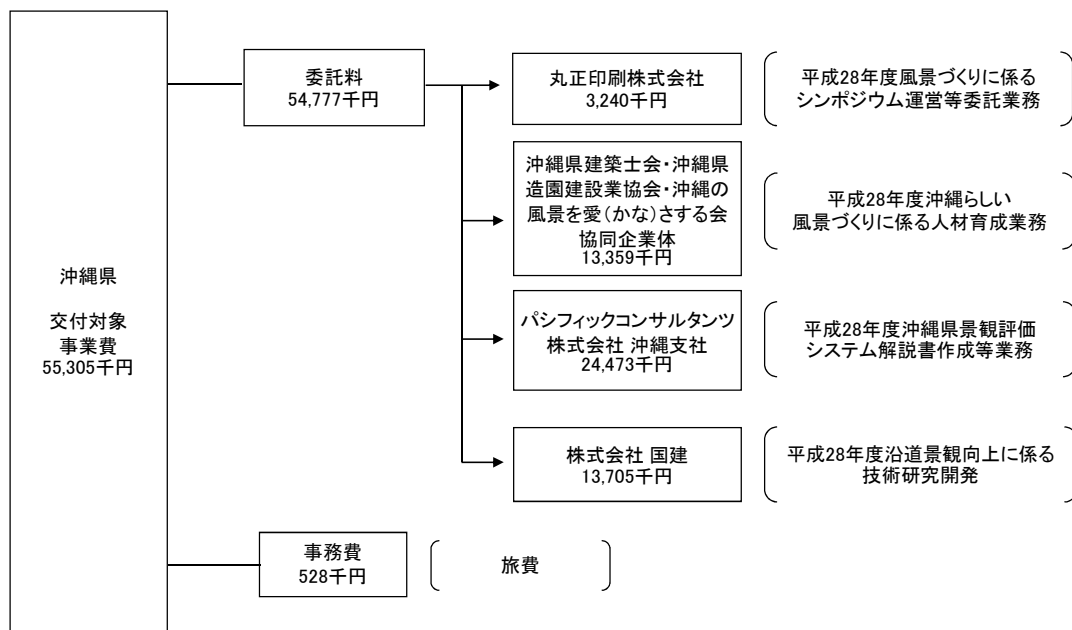 沖縄県
交付対象
事業費
55,305千円
委託料
54,777千円
丸正印刷株式会社
3,240千円
平成28年度風景づくりに係る
シンポジウム運営等委託業務
沖縄県建築士会・沖縄県
造園建設業協会・沖縄の
風景を愛（かな）さする会
協同企業体
13,359千円
平成28年度沖縄らしい
風景づくりに係る人材育成業務
パシフィックコンサルタンツ
株式会社 沖縄支社
24,473千円
平成28年度沖縄県景観評価
システム解説書作成等業務
株式会社 国建
13,705千円
平成28年度沿道景観向上に係る
技術研究開発
事務費
528千円
旅費